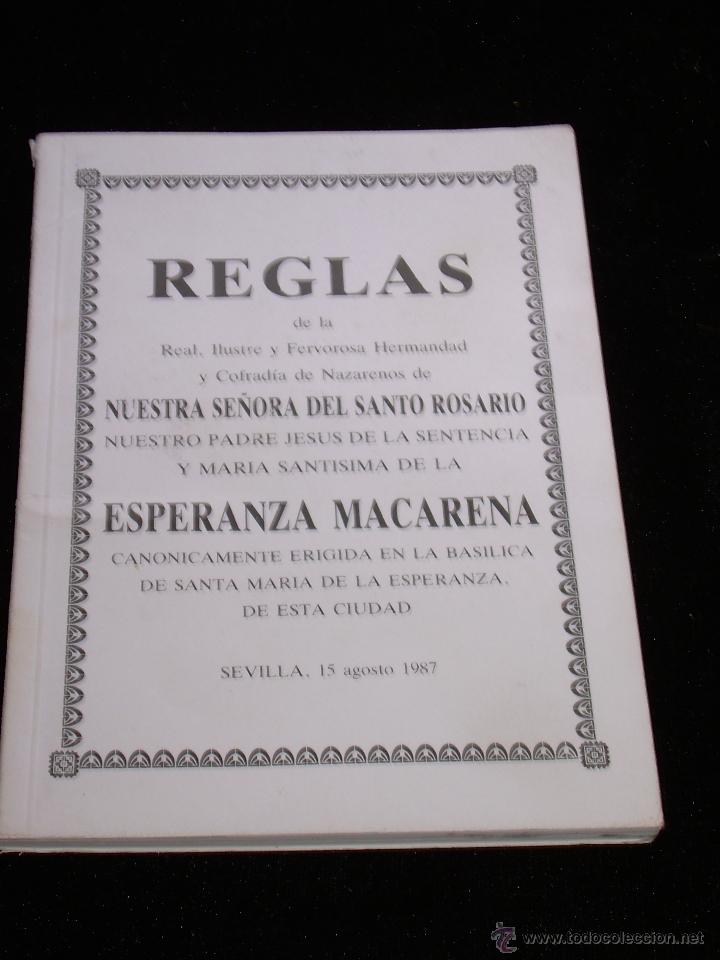 REGLAS
de la
Real, Ilustre y Fervorosa Hermandad
y Cofradía de Nazarenos de
NUESTRA SEÑORA DEL SANTO ROSARIO
NUESTRO PADRE JESUS DE LA SENTENCIA
Y MARIA SANTISIMA DE LA
ESPERANZA MACARENA
CANONICAMENTE ERIGIDA EN LA BASILICA
DE SANTA MARIA DE LA ESPERANZA,
DE ESTA CIUDAD
SEVILLA, 15 agosto 1987
© www.todocoleccion.net